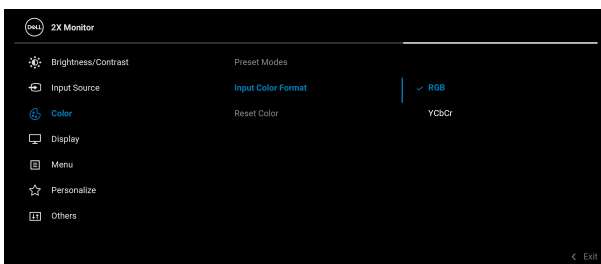 DELL 2X Monitor
Brightness/Contrast Preset Modes
Input Source Input Color Format RGB
Color Reset Color YCbCr
Display
Menu
Personalize
Others
Exit